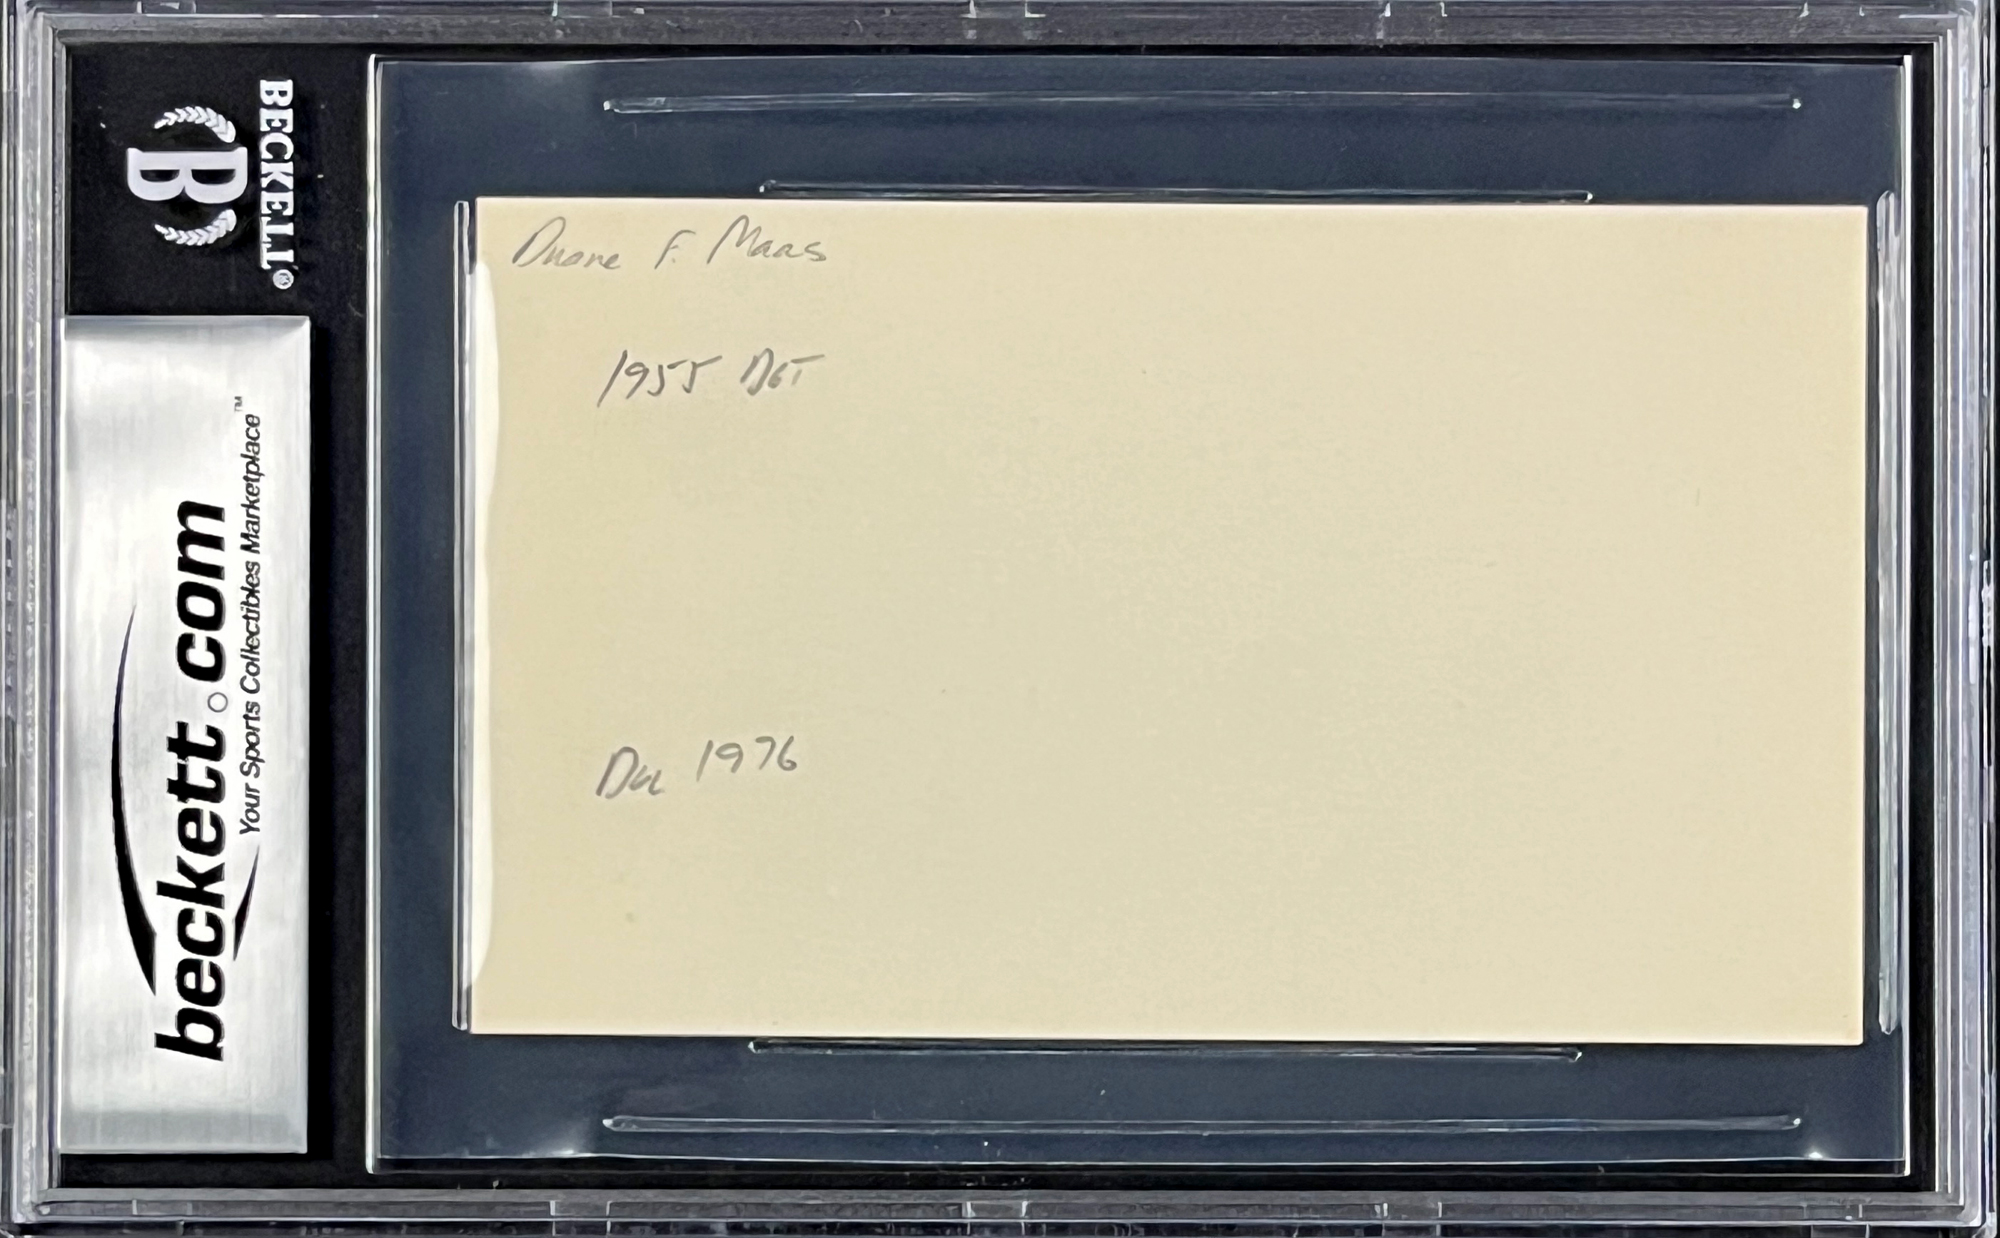 BECKETT®
B
beckett.com
Your Sports Collectibles Marketplace™
Duane F. Maas
1955 Det
Dec 1976